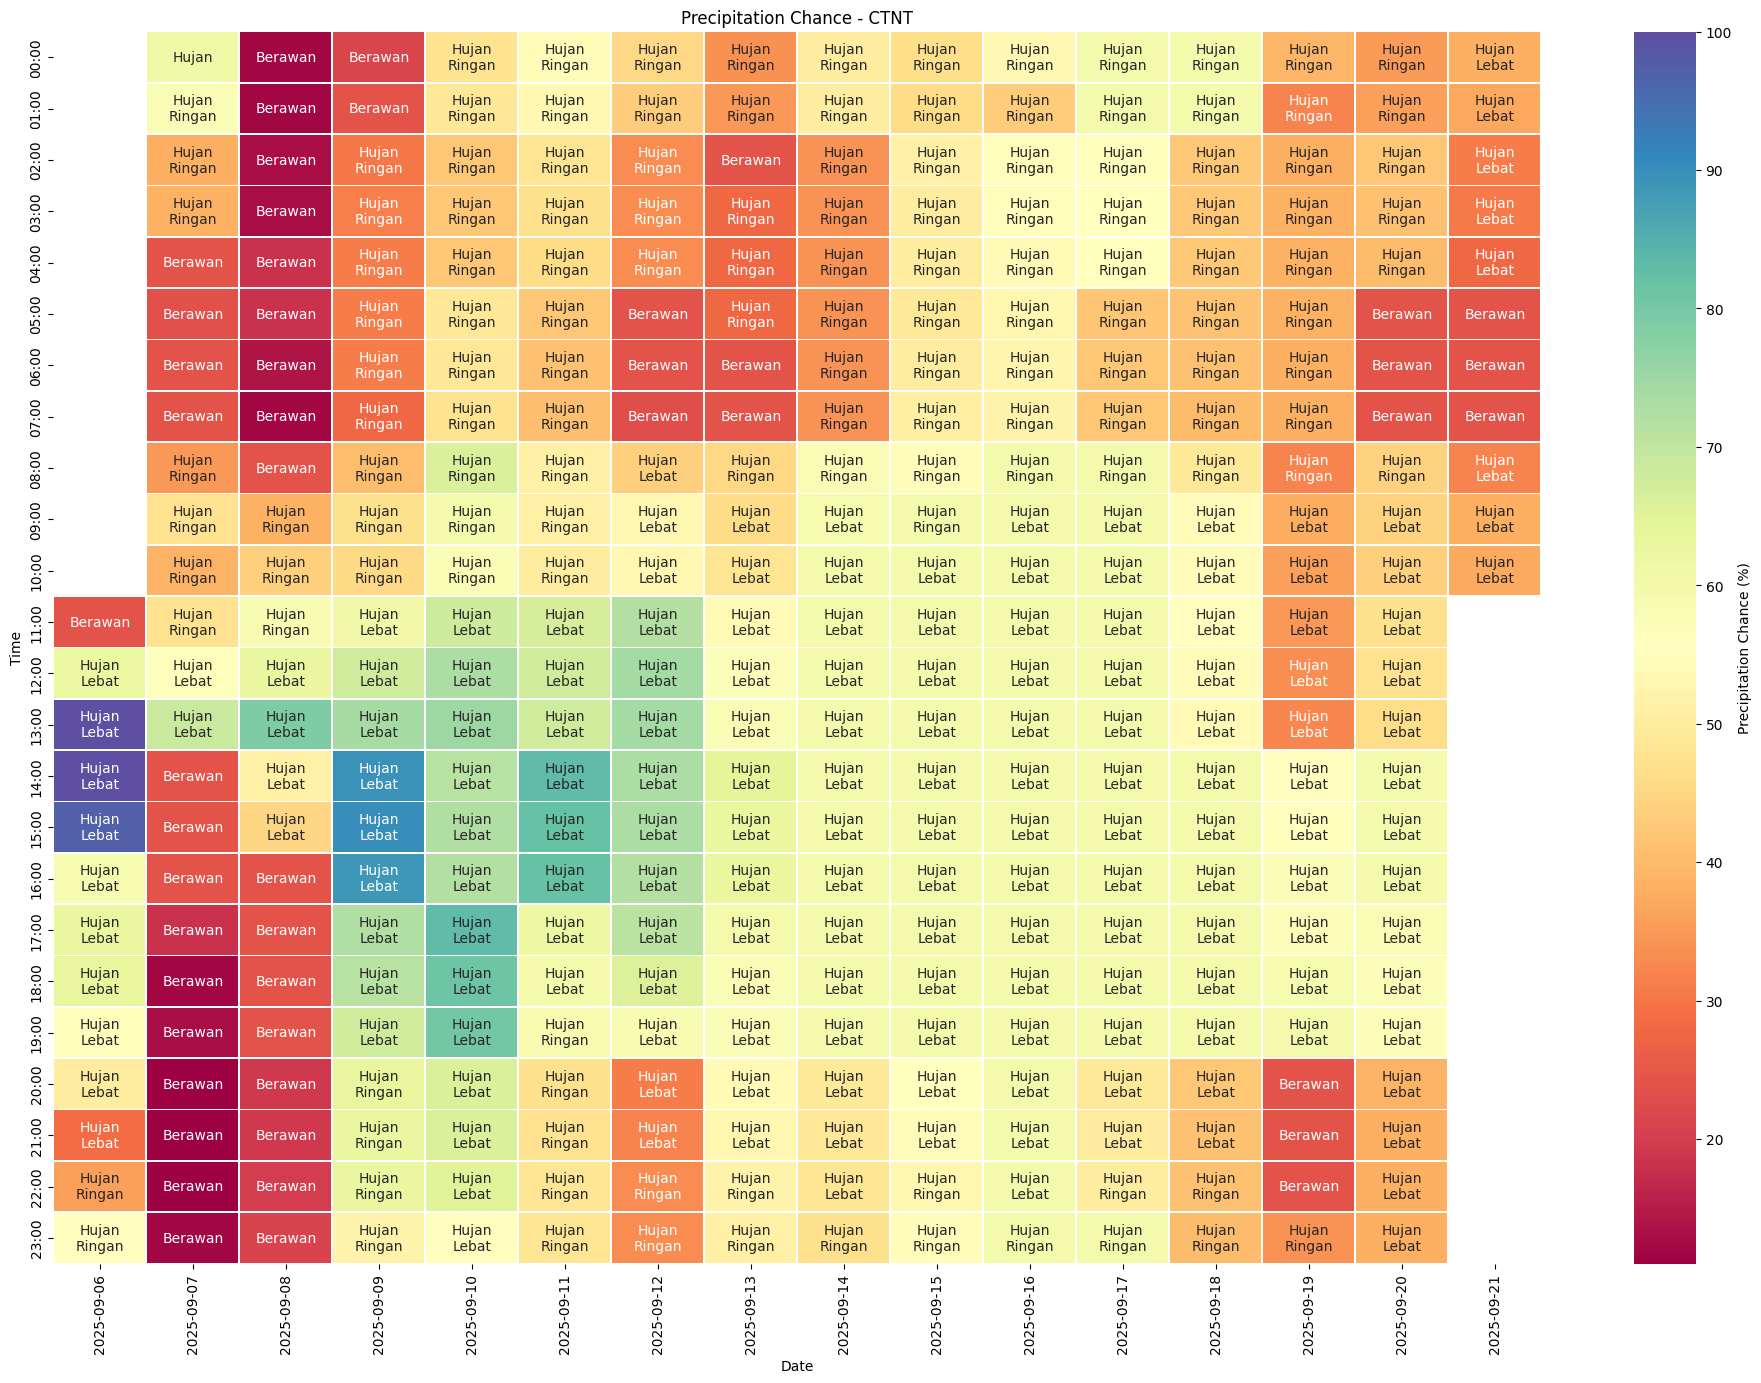 Precipitation Chance - CTNT
00:00 Hujan Berawan Berawan Hujan Ringan Hujan Ringan Hujan Ringan Hujan Ringan Hujan Ringan Hujan Ringan Hujan Ringan Hujan Ringan Hujan Ringan Hujan Ringan Hujan Ringan Hujan Lebat
01:00 Hujan Ringan Berawan Berawan Hujan Ringan Hujan Ringan Hujan Ringan Hujan Ringan Hujan Ringan Hujan Ringan Hujan Ringan Hujan Ringan Hujan Ringan Hujan Ringan Hujan Ringan Hujan Lebat
02:00 Hujan Ringan Berawan Hujan Ringan Hujan Ringan Hujan Ringan Hujan Ringan Berawan Hujan Ringan Hujan Ringan Hujan Ringan Hujan Ringan Hujan Ringan Hujan Ringan Hujan Ringan Hujan Lebat
03:00 Hujan Ringan Berawan Hujan Ringan Hujan Ringan Hujan Ringan Hujan Ringan Hujan Ringan Hujan Ringan Hujan Ringan Hujan Ringan Hujan Ringan Hujan Ringan Hujan Ringan Hujan Ringan Hujan Lebat
04:00 Berawan Berawan Hujan Ringan Hujan Ringan Hujan Ringan Hujan Ringan Hujan Ringan Hujan Ringan Hujan Ringan Hujan Ringan Hujan Ringan Hujan Ringan Hujan Ringan Hujan Ringan Hujan Lebat
05:00 Berawan Berawan Hujan Ringan Hujan Ringan Hujan Ringan Berawan Hujan Ringan Hujan Ringan Hujan Ringan Hujan Ringan Hujan Ringan Hujan Ringan Hujan Ringan Berawan Berawan
06:00 Berawan Berawan Hujan Ringan Hujan Ringan Hujan Ringan Berawan Berawan Hujan Ringan Hujan Ringan Hujan Ringan Hujan Ringan Hujan Ringan Hujan Ringan Berawan Berawan
07:00 Berawan Berawan Hujan Ringan Hujan Ringan Hujan Ringan Berawan Berawan Hujan Ringan Hujan Ringan Hujan Ringan Hujan Ringan Hujan Ringan Hujan Ringan Berawan Berawan
08:00 Hujan Ringan Berawan Hujan Ringan Hujan Ringan Hujan Ringan Hujan Lebat Hujan Ringan Hujan Ringan Hujan Ringan Hujan Ringan Hujan Ringan Hujan Ringan Hujan Ringan Hujan Ringan Hujan Lebat
09:00 Hujan Ringan Hujan Ringan Hujan Ringan Hujan Ringan Hujan Ringan Hujan Lebat Hujan Lebat Hujan Lebat Hujan Ringan Hujan Lebat Hujan Lebat Hujan Lebat Hujan Lebat Hujan Lebat Hujan Lebat
10:00 Hujan Ringan Hujan Ringan Hujan Ringan Hujan Ringan Hujan Ringan Hujan Lebat Hujan Lebat Hujan Lebat Hujan Lebat Hujan Lebat Hujan Lebat Hujan Lebat Hujan Lebat Hujan Lebat Hujan Lebat
11:00 Berawan Hujan Ringan Hujan Ringan Hujan Lebat Hujan Lebat Hujan Lebat Hujan Lebat Hujan Lebat Hujan Lebat Hujan Lebat Hujan Lebat Hujan Lebat Hujan Lebat Hujan Lebat Hujan Lebat
12:00 Hujan Lebat Hujan Lebat Hujan Lebat Hujan Lebat Hujan Lebat Hujan Lebat Hujan Lebat Hujan Lebat Hujan Lebat Hujan Lebat Hujan Lebat Hujan Lebat Hujan Lebat Hujan Lebat Hujan Lebat
13:00 Hujan Lebat Hujan Lebat Hujan Lebat Hujan Lebat Hujan Lebat Hujan Lebat Hujan Lebat Hujan Lebat Hujan Lebat Hujan Lebat Hujan Lebat Hujan Lebat Hujan Lebat Hujan Lebat Hujan Lebat
14:00 Hujan Lebat Berawan Hujan Lebat Hujan Lebat Hujan Lebat Hujan Lebat Hujan Lebat Hujan Lebat Hujan Lebat Hujan Lebat Hujan Lebat Hujan Lebat Hujan Lebat Hujan Lebat Hujan Lebat
15:00 Hujan Lebat Berawan Hujan Lebat Hujan Lebat Hujan Lebat Hujan Lebat Hujan Lebat Hujan Lebat Hujan Lebat Hujan Lebat Hujan Lebat Hujan Lebat Hujan Lebat Hujan Lebat Hujan Lebat
16:00 Hujan Lebat Berawan Berawan Hujan Lebat Hujan Lebat Hujan Lebat Hujan Lebat Hujan Lebat Hujan Lebat Hujan Lebat Hujan Lebat Hujan Lebat Hujan Lebat Hujan Lebat Hujan Lebat
17:00 Hujan Lebat Berawan Berawan Hujan Lebat Hujan Lebat Hujan Lebat Hujan Lebat Hujan Lebat Hujan Lebat Hujan Lebat Hujan Lebat Hujan Lebat Hujan Lebat Hujan Lebat Hujan Lebat
18:00 Hujan Lebat Berawan Berawan Hujan Lebat Hujan Lebat Hujan Lebat Hujan Lebat Hujan Lebat Hujan Lebat Hujan Lebat Hujan Lebat Hujan Lebat Hujan Lebat Hujan Lebat Hujan Lebat
19:00 Hujan Lebat Berawan Berawan Hujan Lebat Hujan Lebat Hujan Ringan Hujan Lebat Hujan Lebat Hujan Lebat Hujan Lebat Hujan Lebat Hujan Lebat Hujan Lebat Hujan Lebat Hujan Lebat
20:00 Hujan Lebat Berawan Berawan Hujan Ringan Hujan Lebat Hujan Ringan Hujan Lebat Hujan Lebat Hujan Lebat Hujan Lebat Hujan Lebat Hujan Lebat Hujan Lebat Berawan Hujan Lebat
21:00 Hujan Lebat Berawan Berawan Hujan Ringan Hujan Lebat Hujan Ringan Hujan Lebat Hujan Lebat Hujan Lebat Hujan Lebat Hujan Lebat Hujan Lebat Hujan Lebat Berawan Hujan Lebat
22:00 Hujan Ringan Berawan Berawan Hujan Ringan Hujan Lebat Hujan Ringan Hujan Ringan Hujan Ringan Hujan Lebat Hujan Ringan Hujan Lebat Hujan Ringan Hujan Ringan Berawan Hujan Lebat
23:00 Hujan Ringan Berawan Berawan Hujan Ringan Hujan Lebat Hujan Ringan Hujan Ringan Hujan Ringan Hujan Ringan Hujan Ringan Hujan Ringan Hujan Ringan Hujan Ringan Hujan Ringan Hujan Lebat
Time
2025-09-06 2025-09-07 2025-09-08 2025-09-09 2025-09-10 2025-09-11 2025-09-12 2025-09-13 2025-09-14 2025-09-15 2025-09-16 2025-09-17 2025-09-18 2025-09-19 2025-09-20 2025-09-21
Date
100
90
80
70
60
50
40
30
20
Precipitation Chance (%)